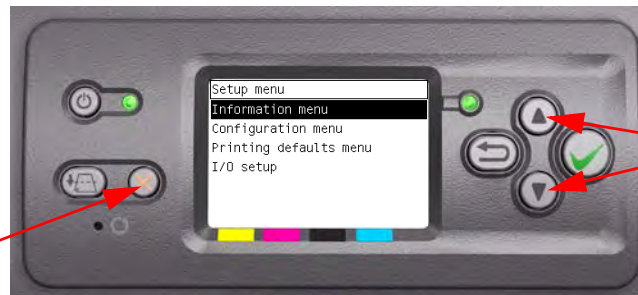 Setup menu
Information menu
Configuration menu
Printing defaults menu
I/O setup